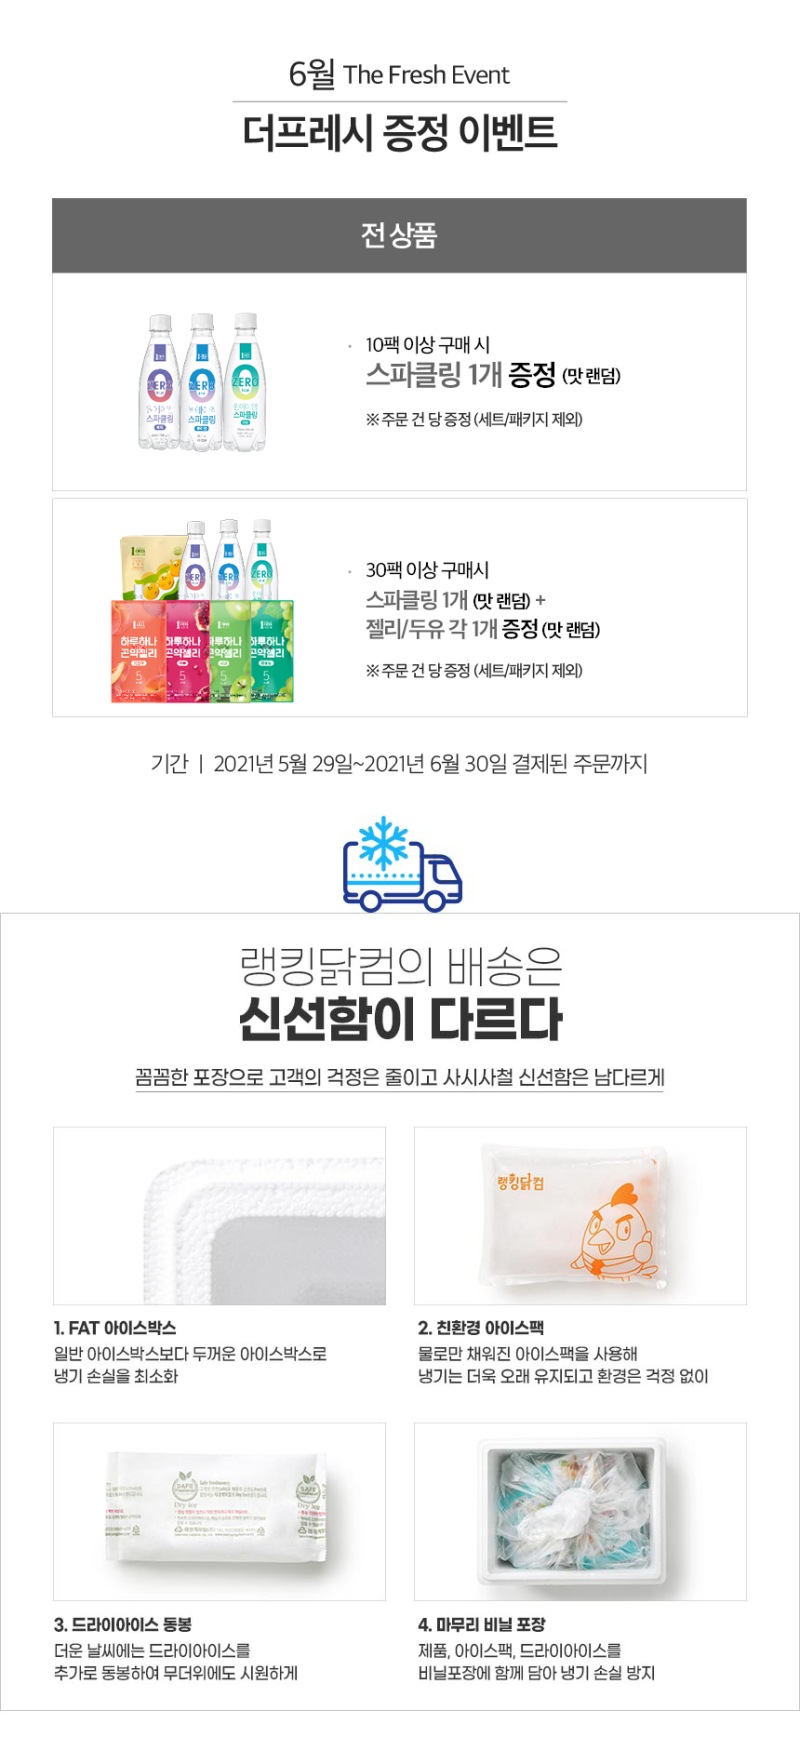 6월 The Fresh Event
더프레시 증정 이벤트
전 상품
ZERO
ZERO
ZERO
스파클링
스파클링
스파클링
· 10팩 이상 구매 시
스파클링 1개 증정 (맛 랜덤)
※ 주문 건 당 증정 (세트/패키지 제외)
ZERO
ZERO
ZERO
하루하나
곤약젤리
5
하루하나
곤약젤리
5
하루하나
곤약젤리
5
하루하나
곤약젤리
5
· 30팩 이상 구매시
스파클링 1개 (맛 랜덤) +
젤리/두유 각 1개 증정 (맛 랜덤)
※ 주문 건 당 증정 (세트/패키지 제외)
기간 | 2021년 5월 29일~2021년 6월 30일 결제된 주문까지
랭킹닭컴의 배송은
신선함이 다르다
꼼꼼한 포장으로 고객의 걱정은 줄이고 사시사철 신선함은 남다르게
랭킹닭컴
1. FAT 아이스박스
일반 아이스박스보다 두꺼운 아이스박스로
냉기 손실을 최소화
2. 친환경 아이스팩
물로만 채워진 아이스팩을 사용해
냉기는 더욱 오래 유지되고 환경은 걱정 없이
SAFE
Dry ice
SAFE
Dry ice
3. 드라이아이스 동봉
더운 날씨에는 드라이아이스를
추가로 동봉하여 무더위에도 시원하게
4. 마무리 비닐 포장
제품, 아이스팩, 드라이아이스를
비닐포장에 함께 담아 냉기 손실 방지